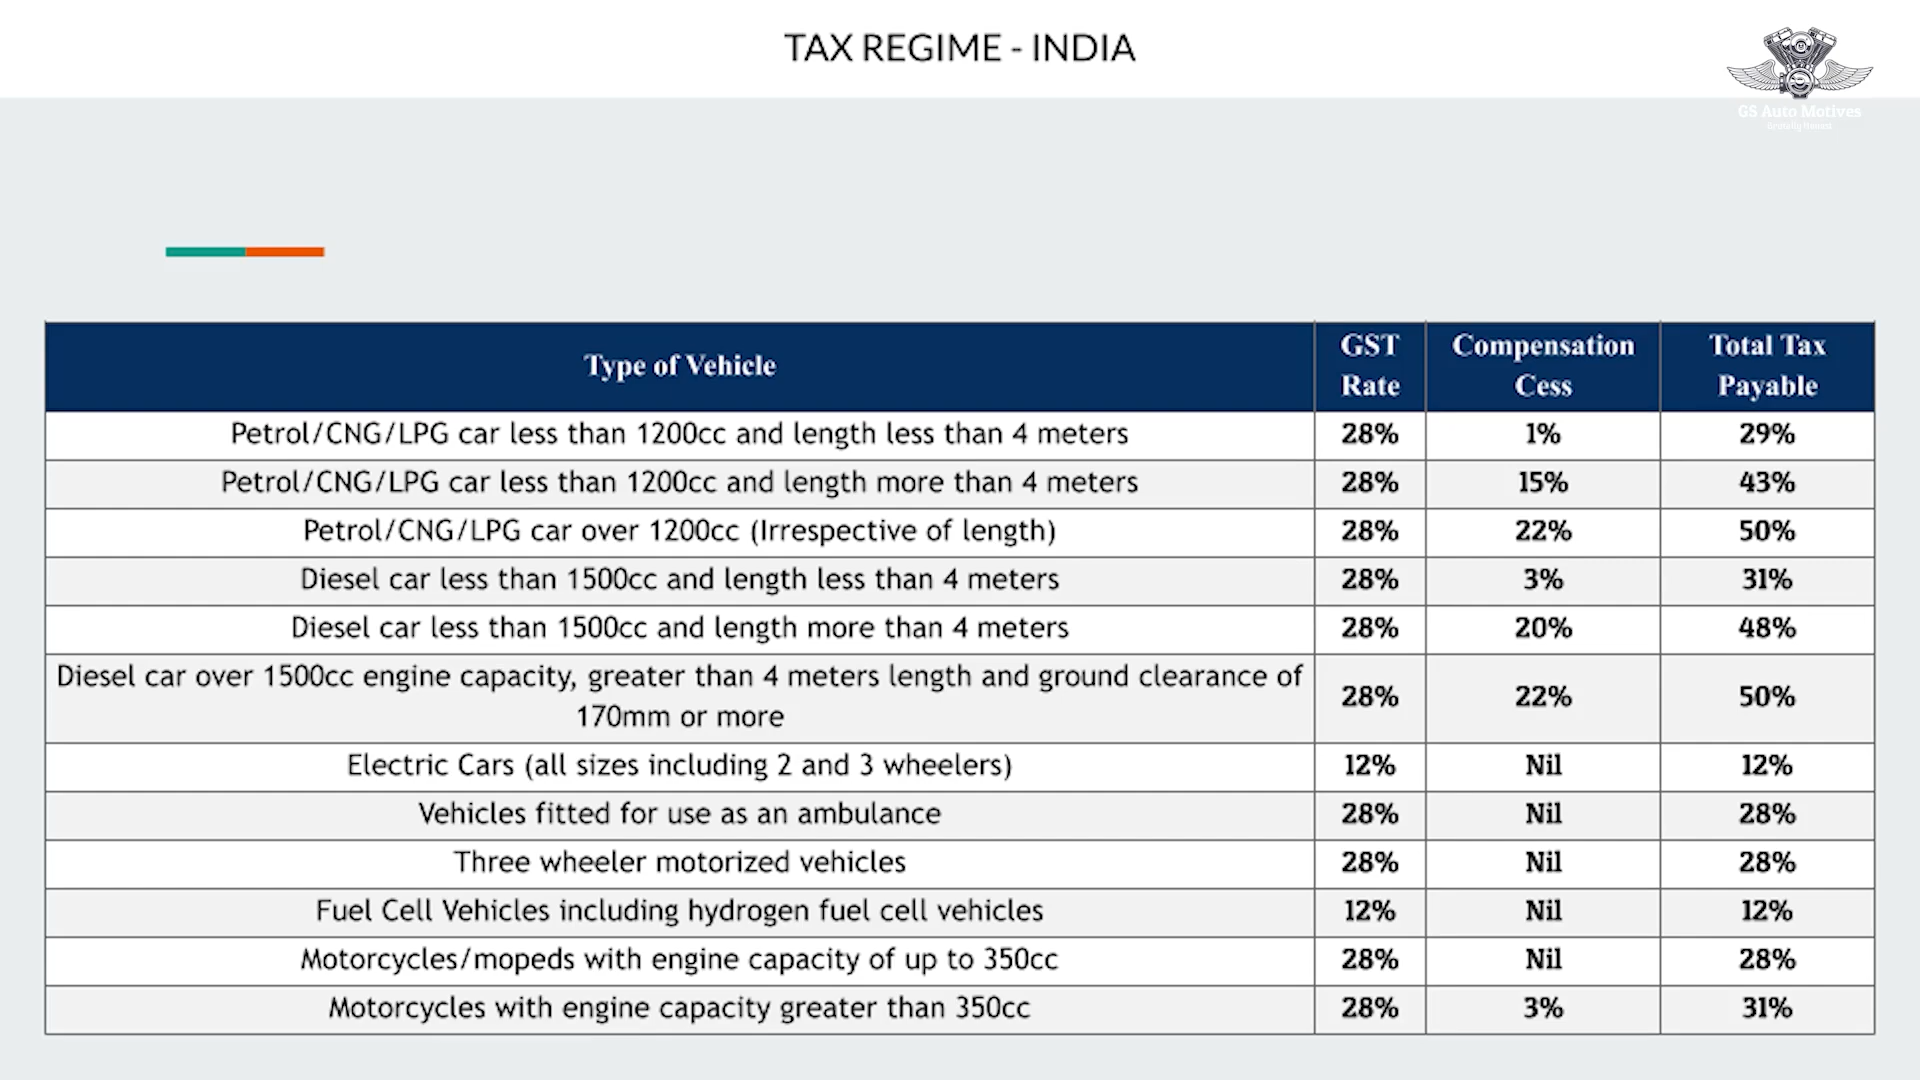 TAX REGIME - INDIA
GS Auto Motives
Brutally Honest
Type of Vehicle
GST
Rate
Compensation
Cess
Total Tax
Payable
Petrol/CNG/LPG car less than 1200cc and length less than 4 meters 28% 1% 29%
Petrol/CNG/LPG car less than 1200cc and length more than 4 meters 28% 15% 43%
Petrol/CNG/LPG car over 1200cc (Irrespective of length) 28% 22% 50%
Diesel car less than 1500cc and length less than 4 meters 28% 3% 31%
Diesel car less than 1500cc and length more than 4 meters 28% 20% 48%
Diesel car over 1500cc engine capacity, greater than 4 meters length and ground clearance of
170mm or more 28% 22% 50%
Electric Cars (all sizes including 2 and 3 wheelers) 12% Nil 12%
Vehicles fitted for use as an ambulance 28% Nil 28%
Three wheeler motorized vehicles 28% Nil 28%
Fuel Cell Vehicles including hydrogen fuel cell vehicles 12% Nil 12%
Motorcycles/mopeds with engine capacity of up to 350cc 28% Nil 28%
Motorcycles with engine capacity greater than 350cc 28% 3% 31%